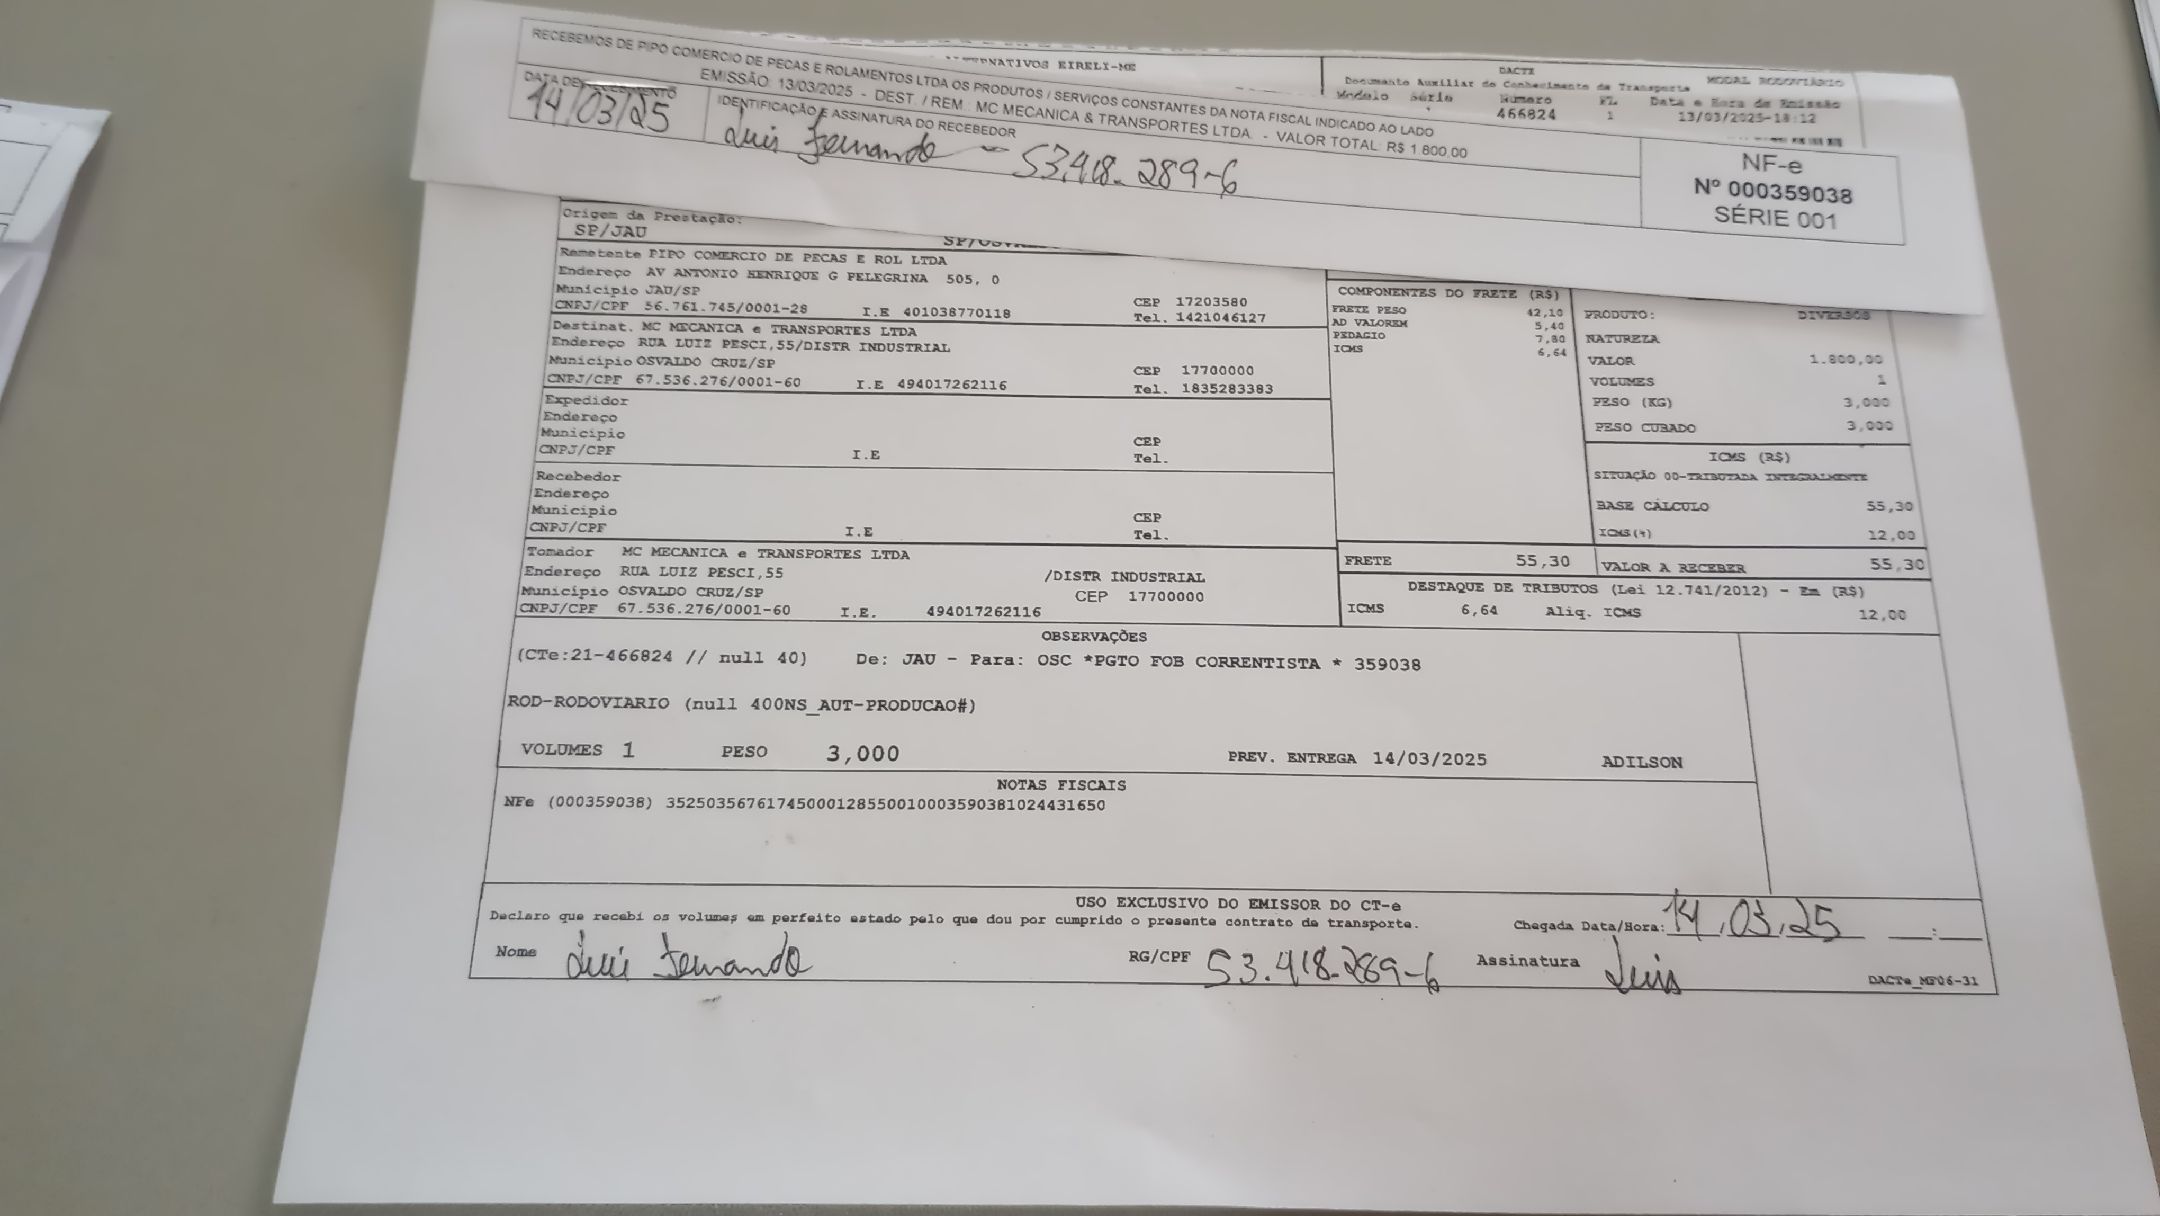 RECEBEMOS DE PIPO COMERCIO DE PECAS E ROLAMENTOS LTDA OS PRODUTOS / SERVIÇOS CONSTANTES DA NOTA FISCAL INDICADO AO LADO
EMISSÃO: 13/03/2025 - DEST. / REM.: MC MECANICA & TRANSPORTES LTDA. - VALOR TOTAL: R$ 1.800,00
DATA DE
14/03/25
IDENTIFICAÇÃO E ASSINATURA DO RECEBEDOR
Luis Fernando - 53.418.289-6
NF-e
Nº 000359038
SÉRIE 001
EIRELI-ME
DACTE
Documento Auxiliar do Conhecimento de Transporte
MODAL RODOVIÁRIO
Modelo Série Número FL Data e Hora de Emissão
466824 1 13/03/2025-18:12
Origem da Prestação:
SP/JAU
Remetente PIPO COMERCIO DE PECAS E ROL LTDA
Endereço AV ANTONIO HENRIQUE G PELEGRINA 505, 0
Município JAU/SP CEP 17203580
CNPJ/CPF 56.761.745/0001-28 I.E 401038770118 Tel. 1421046127
Destinat. MC MECANICA e TRANSPORTES LTDA
Endereço RUA LUIZ PESCI,55/DISTR INDUSTRIAL
Município OSVALDO CRUZ/SP CEP 17700000
CNPJ/CPF 67.536.276/0001-60 I.E 494017262116 Tel. 1835283383
Expedidor
Endereço
Município CEP
CNPJ/CPF I.E Tel.
Recebedor
Endereço
Município CEP
CNPJ/CPF I.E Tel.
Tomador MC MECANICA e TRANSPORTES LTDA
Endereço RUA LUIZ PESCI,55 /DISTR INDUSTRIAL
Município OSVALDO CRUZ/SP CEP 17700000
CNPJ/CPF 67.536.276/0001-60 I.E. 494017262116
COMPONENTES DO FRETE (R$)
FRETE PESO 42,10
AD VALOREM 5,40
PEDAGIO 7,80
ICMS 6,64
PRODUTO: DIVERSOS
NATUREZA
VALOR 1.800,00
VOLUMES 1
PESO (KG) 3,000
PESO CUBADO 3,000
ICMS (R$)
SITUAÇÃO 00-TRIBUTADA INTEGRALMENTE
BASE CÁLCULO 55,30
ICMS(%) 12,00
FRETE 55,30 VALOR A RECEBER 55,30
DESTAQUE DE TRIBUTOS (Lei 12.741/2012) - Em (R$)
ICMS 6,64 Aliq. ICMS 12,00
OBSERVAÇÕES
(CTe:21-466824 // null 40) De: JAU - Para: OSC *PGTO FOB CORRENTISTA * 359038
ROD-RODOVIARIO (null 400NS_AUT-PRODUCAO#)
VOLUMES 1 PESO 3,000 PREV. ENTREGA 14/03/2025 ADILSON
NOTAS FISCAIS
NFe (000359038) 35250356761745000128550010003590381024431650
USO EXCLUSIVO DO EMISSOR DO CT-e
Declaro que recebi os volumes em perfeito estado pelo que dou por cumprido o presente contrato de transporte. Chegada Data/Hora: 14,03,25 :
Nome Luis Fernando RG/CPF 53.418.289-6 Assinatura Luis
DACTe_MF06-31